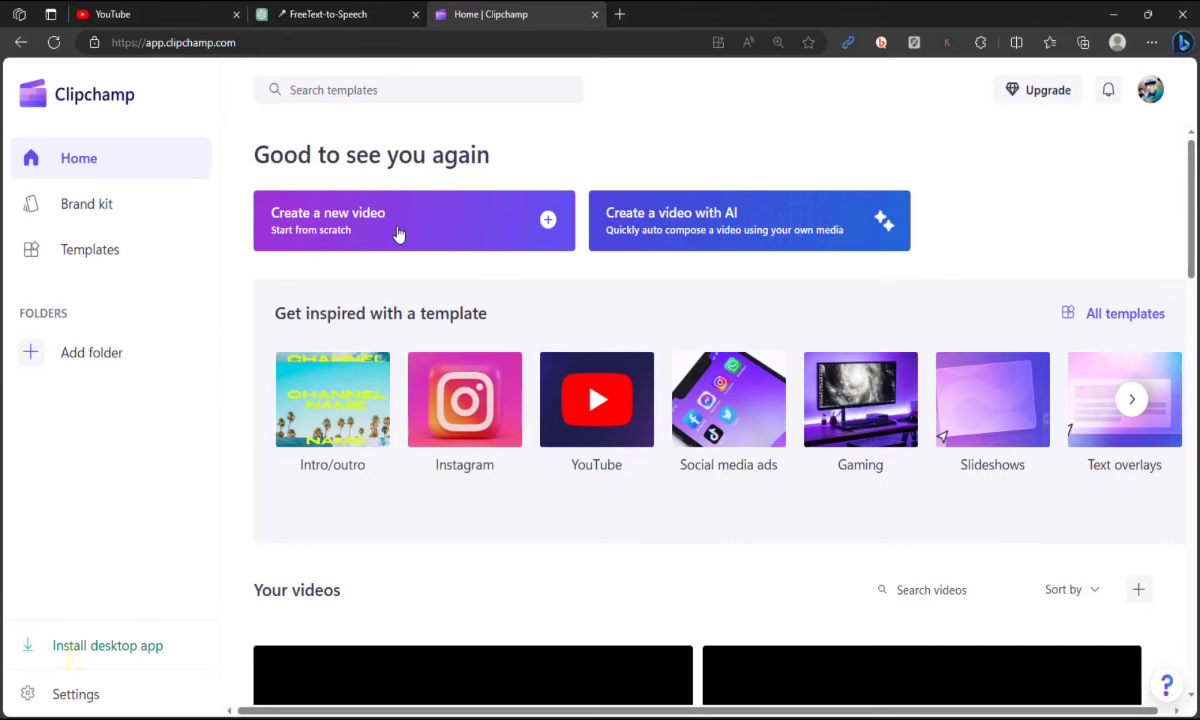 YouTube
FreeText-to-Speech
Home | Clipchamp
https://app.clipchamp.com
Clipchamp
Search templates
Upgrade
Home
Brand kit
Templates
FOLDERS
Add folder
Install desktop app
Settings
Good to see you again
Create a new video
Start from scratch
Create a video with AI
Quickly auto compose a video using your own media
Get inspired with a template
All templates
CHANNEL
CHANNEL
NAME
NAME
Intro/outro
Instagram
YouTube
Social media ads
Gaming
Slideshows
Text overlays
Your videos
Search videos
Sort by
?